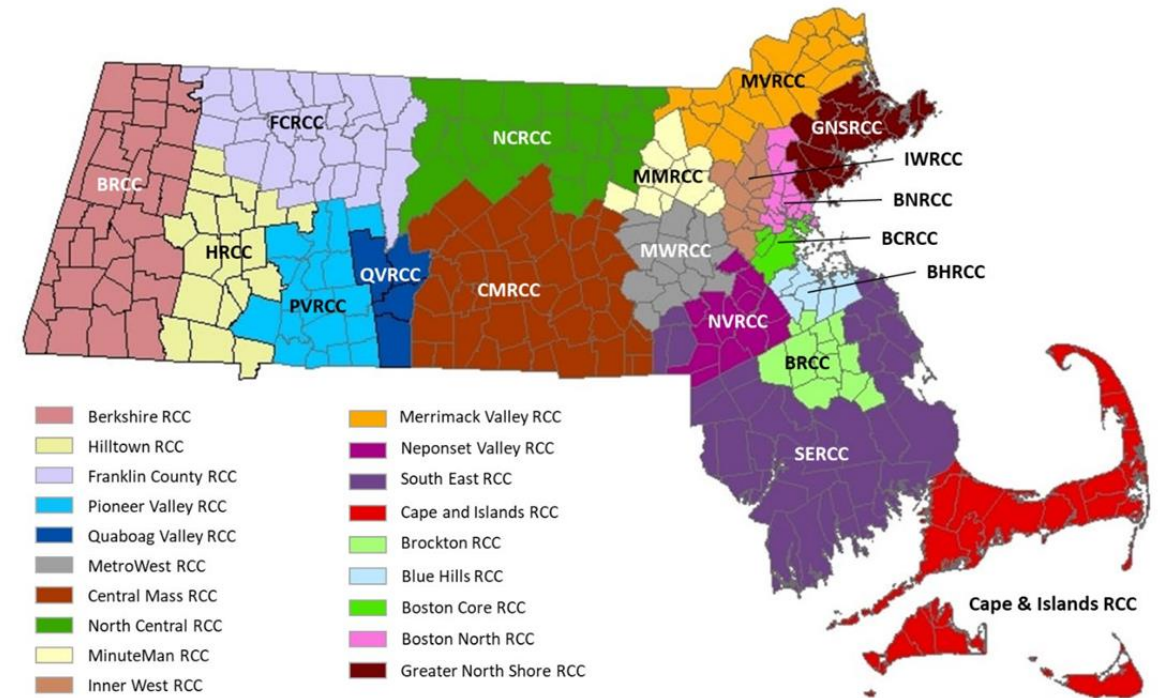 MVRCC
GNSRCC
FCRCC
NCRCC
IWRCC
MMRCC
BRCC
BNRCC
BCRCC
HRCC
MWRCC
QVRCC
BHRCC
CMRCC
PVRCC
NVRCC
BRCC
SERCC
Cape & Islands RCC
Berkshire RCC
Hilltown RCC
Franklin County RCC
Pioneer Valley RCC
Quaboag Valley RCC
MetroWest RCC
Central Mass RCC
North Central RCC
MinuteMan RCC
Inner West RCC
Merrimack Valley RCC
Neponset Valley RCC
South East RCC
Cape and Islands RCC
Brockton RCC
Blue Hills RCC
Boston Core RCC
Boston North RCC
Greater North Shore RCC